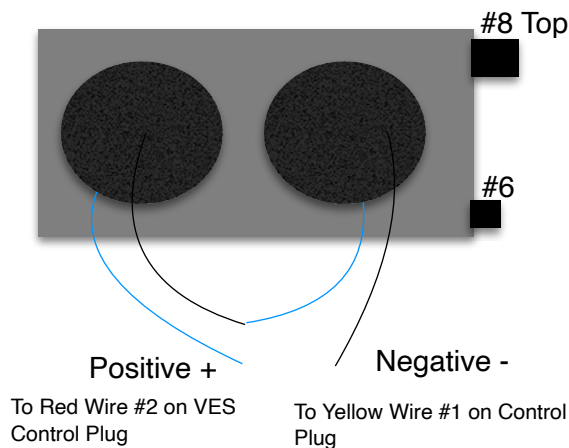 #8 Top
#6
Positive +
Negative -
To Red Wire #2 on VES
Control Plug
To Yellow Wire #1 on Control
Plug